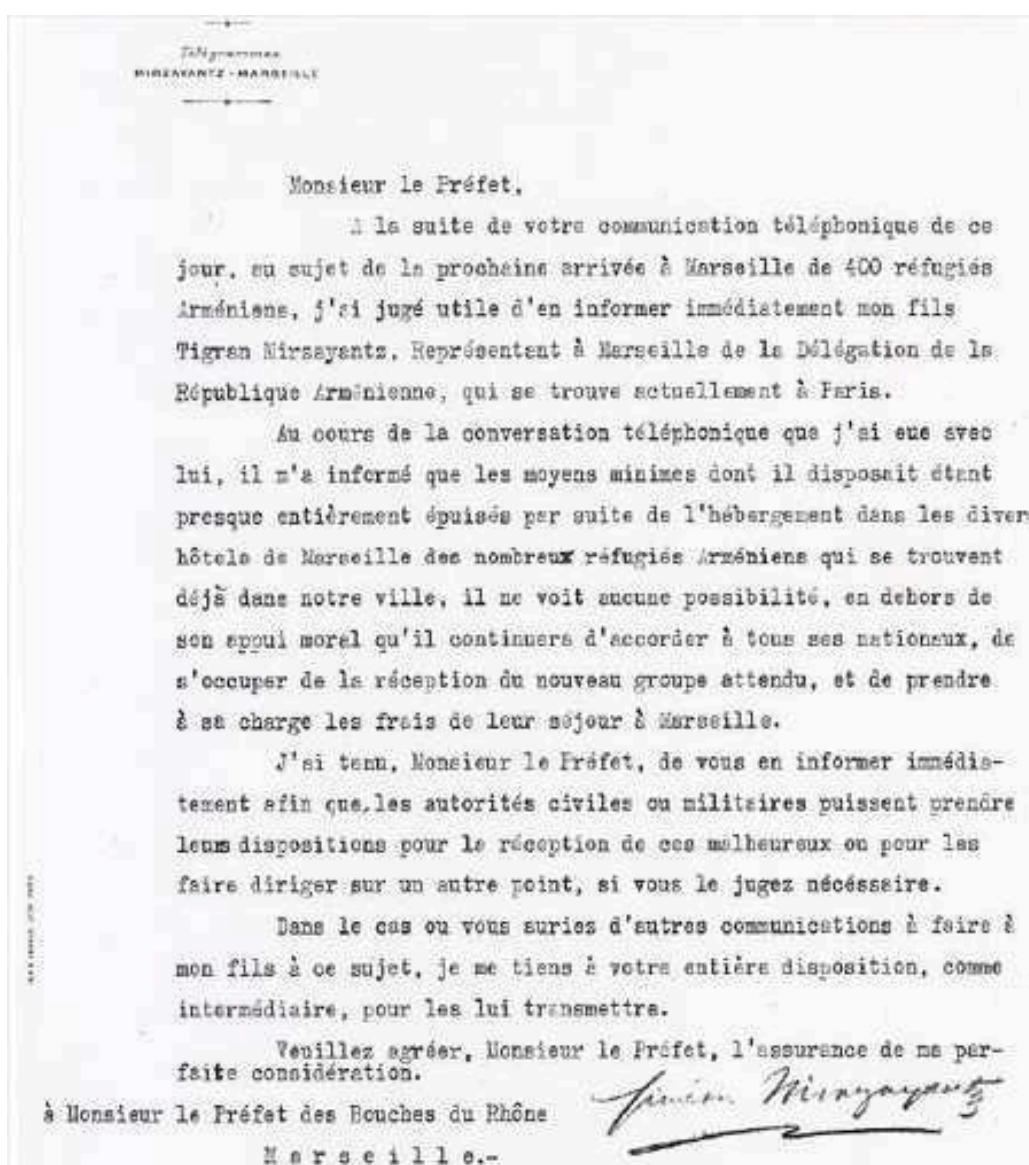 Télégrammes
MIRZAYANTZ-MARSEILLE
Monsieur le Préfet,
A la suite de votre communication téléphonique de ce
jour, au sujet de la prochaine arrivée à Marseille de 400 réfugiés
Arméniens, j'ai jugé utile d'en informer immédiatement mon fils
Tigran Mirzayantz, Représentant à Marseille de la Délégation de la
République Arménienne, qui se trouve actuellement à Paris.
Au cours de la conversation téléphonique que j'ai eue avec
lui, il m'a informé que les moyens minimes dont il disposait étant
presque entièrement épuisés par suite de l'hébergement dans les diver
hôtels de Marseille des nombreux réfugiés Arméniens qui se trouvent
déjà dans notre ville, il ne voit aucune possibilité, en dehors de
son appui moral qu'il continuera d'accorder à tous ses nationaux, de
s'occuper de la réception du nouveau groupe attendu, et de prendre
à sa charge les frais de leur séjour à Marseille.
J'ai tenu, Monsieur le Préfet, de vous en informer immédia-
tement afin que,les autorités civiles ou militaires puissent prendre
leurs dispositions pour la réception de ces malheureux ou pour les
faire diriger sur un autre point, si vous le jugez nécéssaire.
Dans le cas ou vous auriez d'autres communications à faire à
mon fils à ce sujet, je me tiens à votre entière disposition, comme
intermédiaire, pour les lui transmettre.
Veuillez agréer, Monsieur le Préfet, l'assurance de ma par-
faite considération.
Siméon Mirzayantz
à Monsieur le Préfet des Bouches du Rhône
Marseille.-